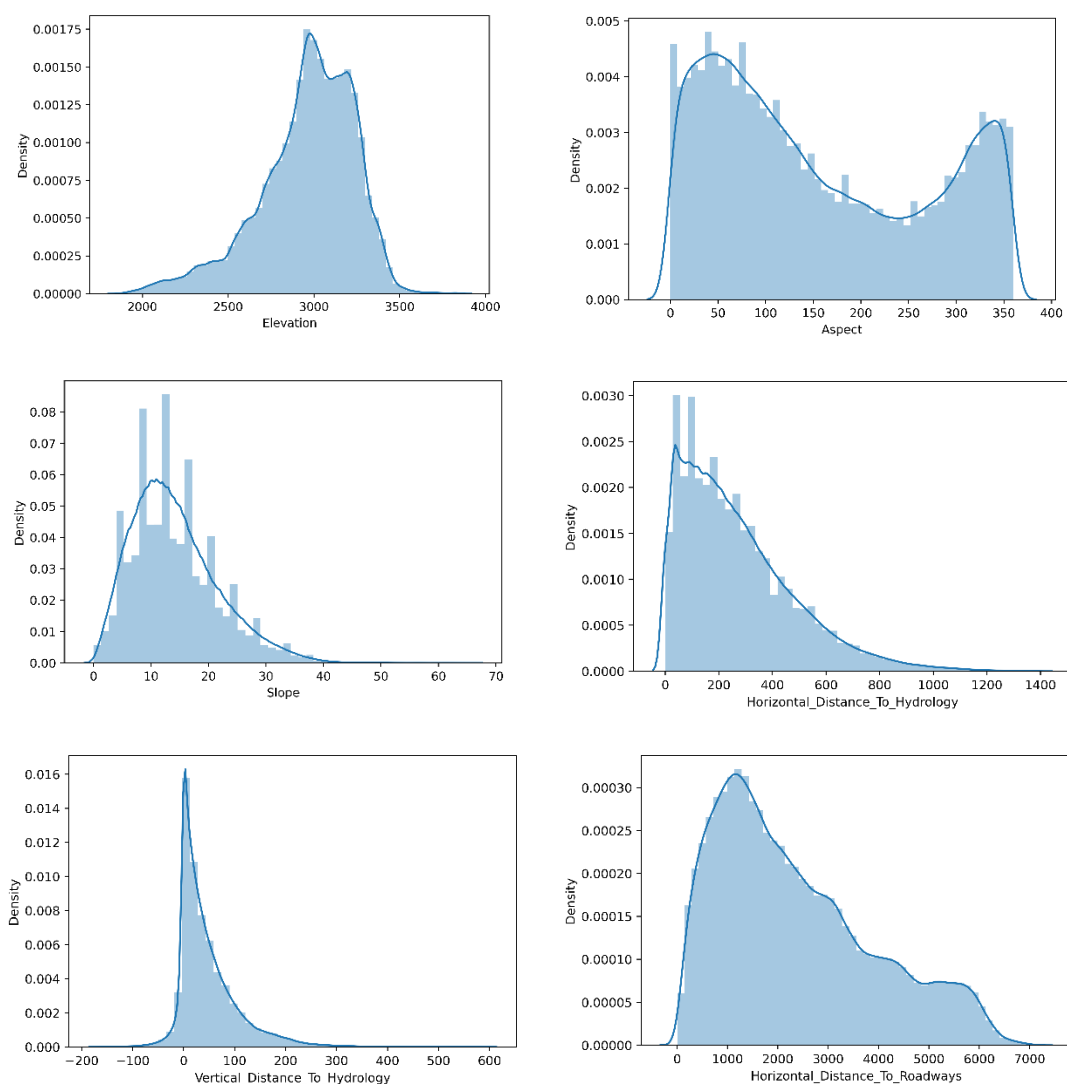 0.00175
0.00150
0.00125
0.00100
0.00075
0.00050
0.00025
0.00000
Density
2000 2500 3000 3500 4000
Elevation
0.005
0.004
0.003
0.002
0.001
0.000
Density
0 50 100 150 200 250 300 350 400
Aspect
0.08
0.07
0.06
0.05
0.04
0.03
0.02
0.01
0.00
Density
0 10 20 30 40 50 60 70
Slope
0.0030
0.0025
0.0020
0.0015
0.0010
0.0005
0.0000
Density
0 200 400 600 800 1000 1200 1400
Horizontal_Distance_To_Hydrology
0.016
0.014
0.012
0.010
0.008
0.006
0.004
0.002
0.000
Density
−200 −100 0 100 200 300 400 500 600
Vertical_Distance_To_Hydrology
0.00030
0.00025
0.00020
0.00015
0.00010
0.00005
0.00000
Density
0 1000 2000 3000 4000 5000 6000 7000
Horizontal_Distance_To_Roadways